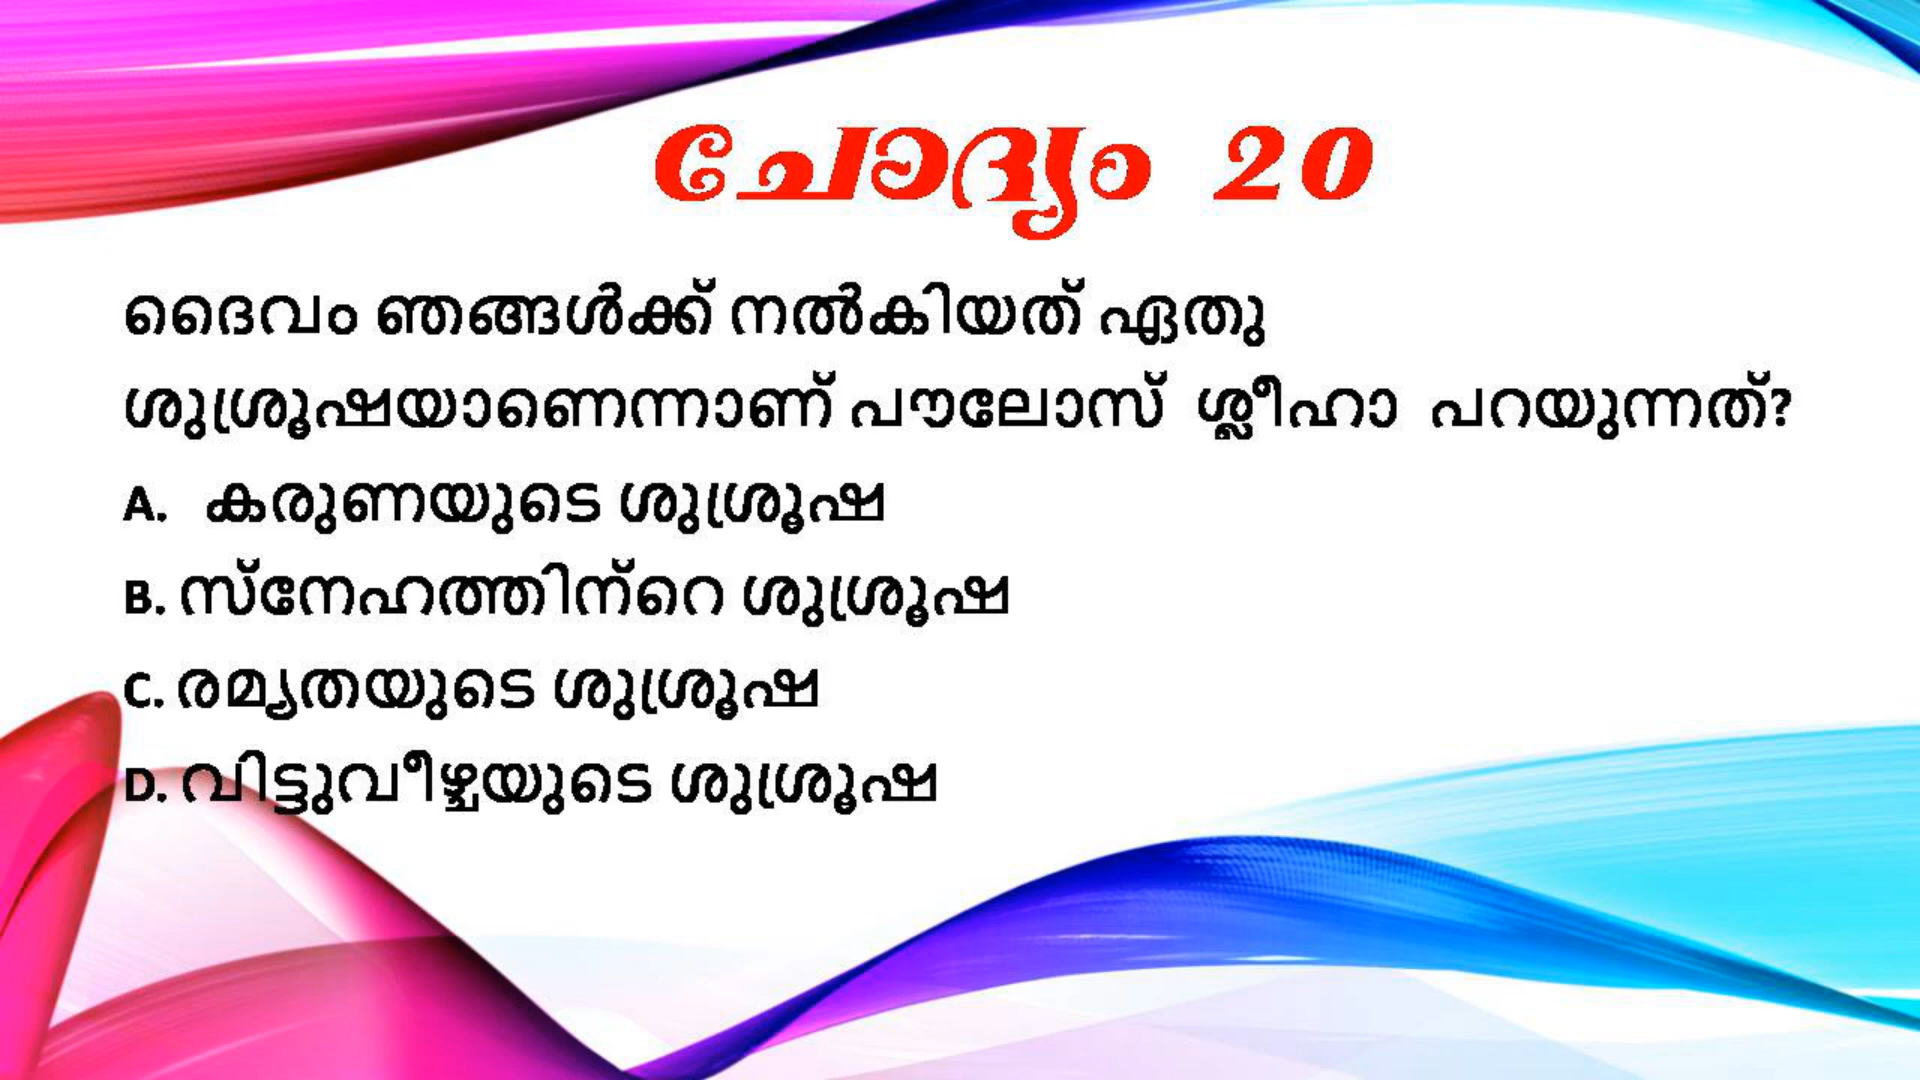 ചോദ്യം 20
ദൈവം ഞങ്ങൾക്ക് നൽകിയത് ഏതു
ശുശ്രൂഷയാണെന്നാണ് പൗലോസ് ശ്ലീഹാ പറയുന്നത്?
A. കരുണയുടെ ശുശ്രൂഷ
B. സ്നേഹത്തിന്റെ ശുശ്രൂഷ
C. രമ്യതയുടെ ശുശ്രൂഷ
D. വിട്ടുവീഴ്ചയുടെ ശുശ്രൂഷ